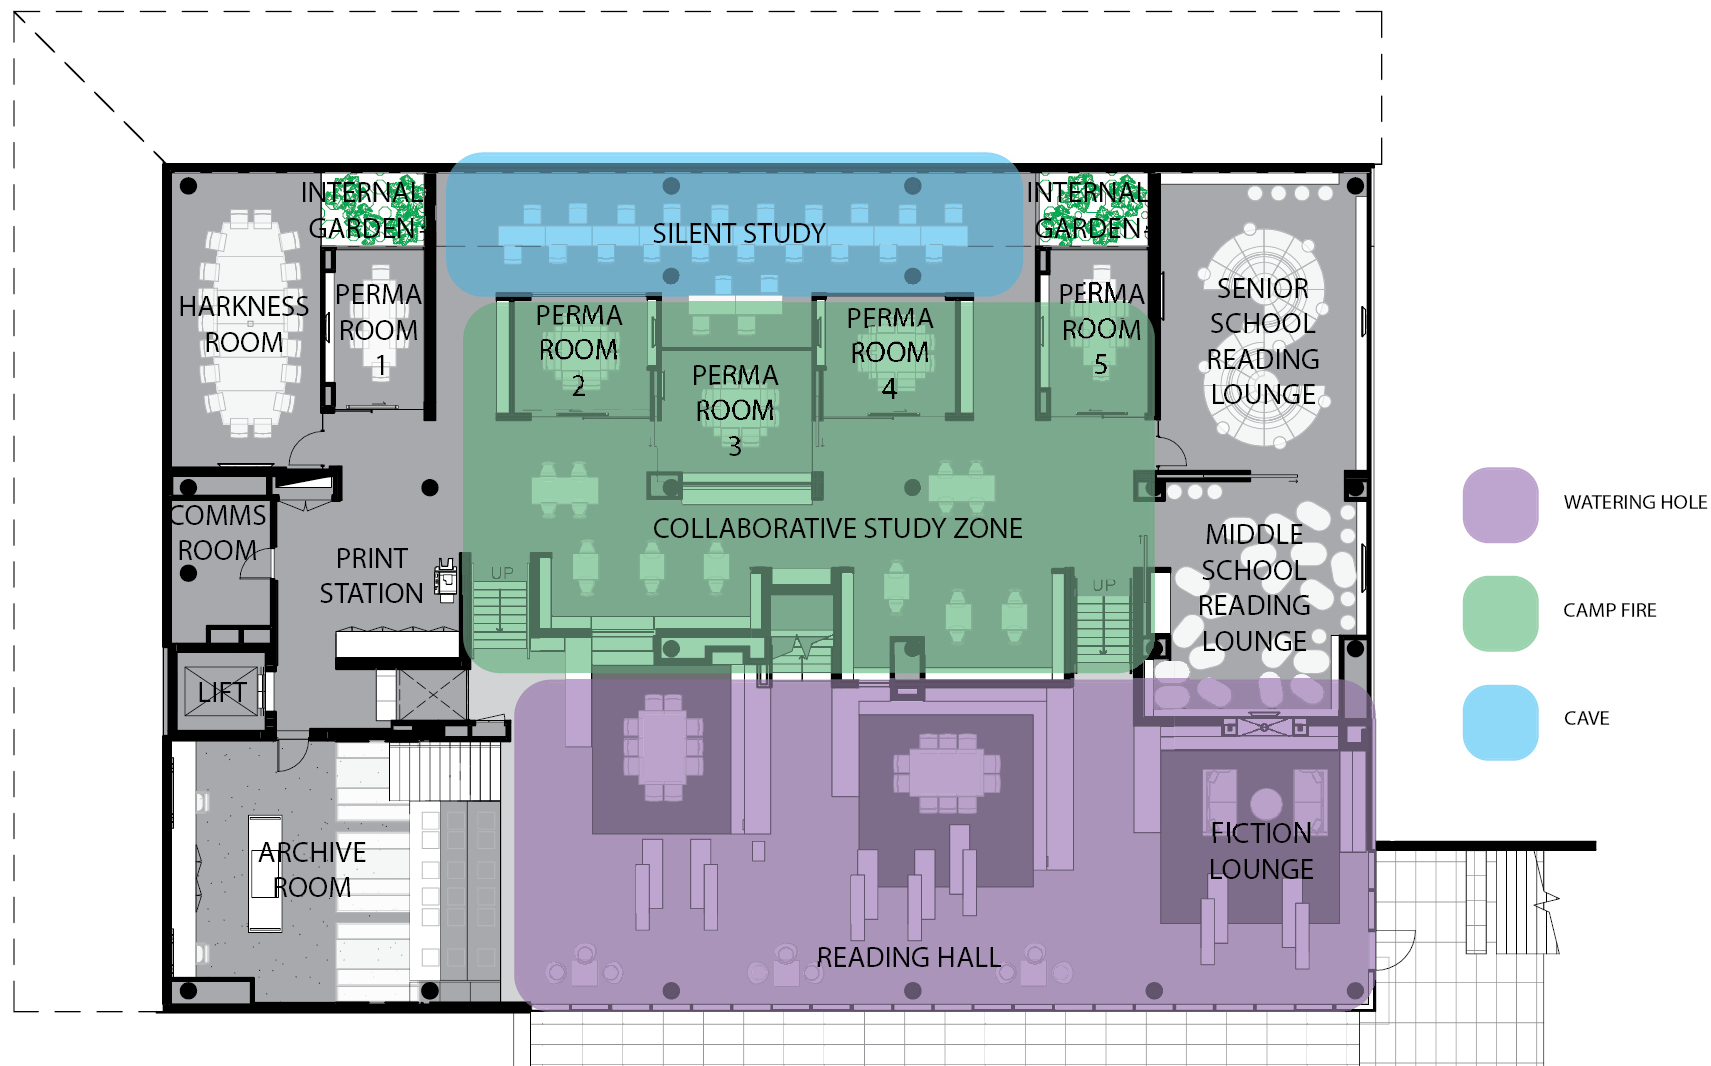 INTERNAL
GARDEN
SILENT STUDY
INTERNAL
GARDEN
HARKNESS
ROOM
PERMA
ROOM
1
PERMA
ROOM
2
PERMA
ROOM
3
PERMA
ROOM
4
PERMA
ROOM
5
SENIOR
SCHOOL
READING
LOUNGE
COMMS
ROOM
PRINT
STATION
COLLABORATIVE STUDY ZONE
UP
UP
MIDDLE
SCHOOL
READING
LOUNGE
LIFT
ARCHIVE
ROOM
FICTION
LOUNGE
READING HALL
WATERING HOLE
CAMP FIRE
CAVE